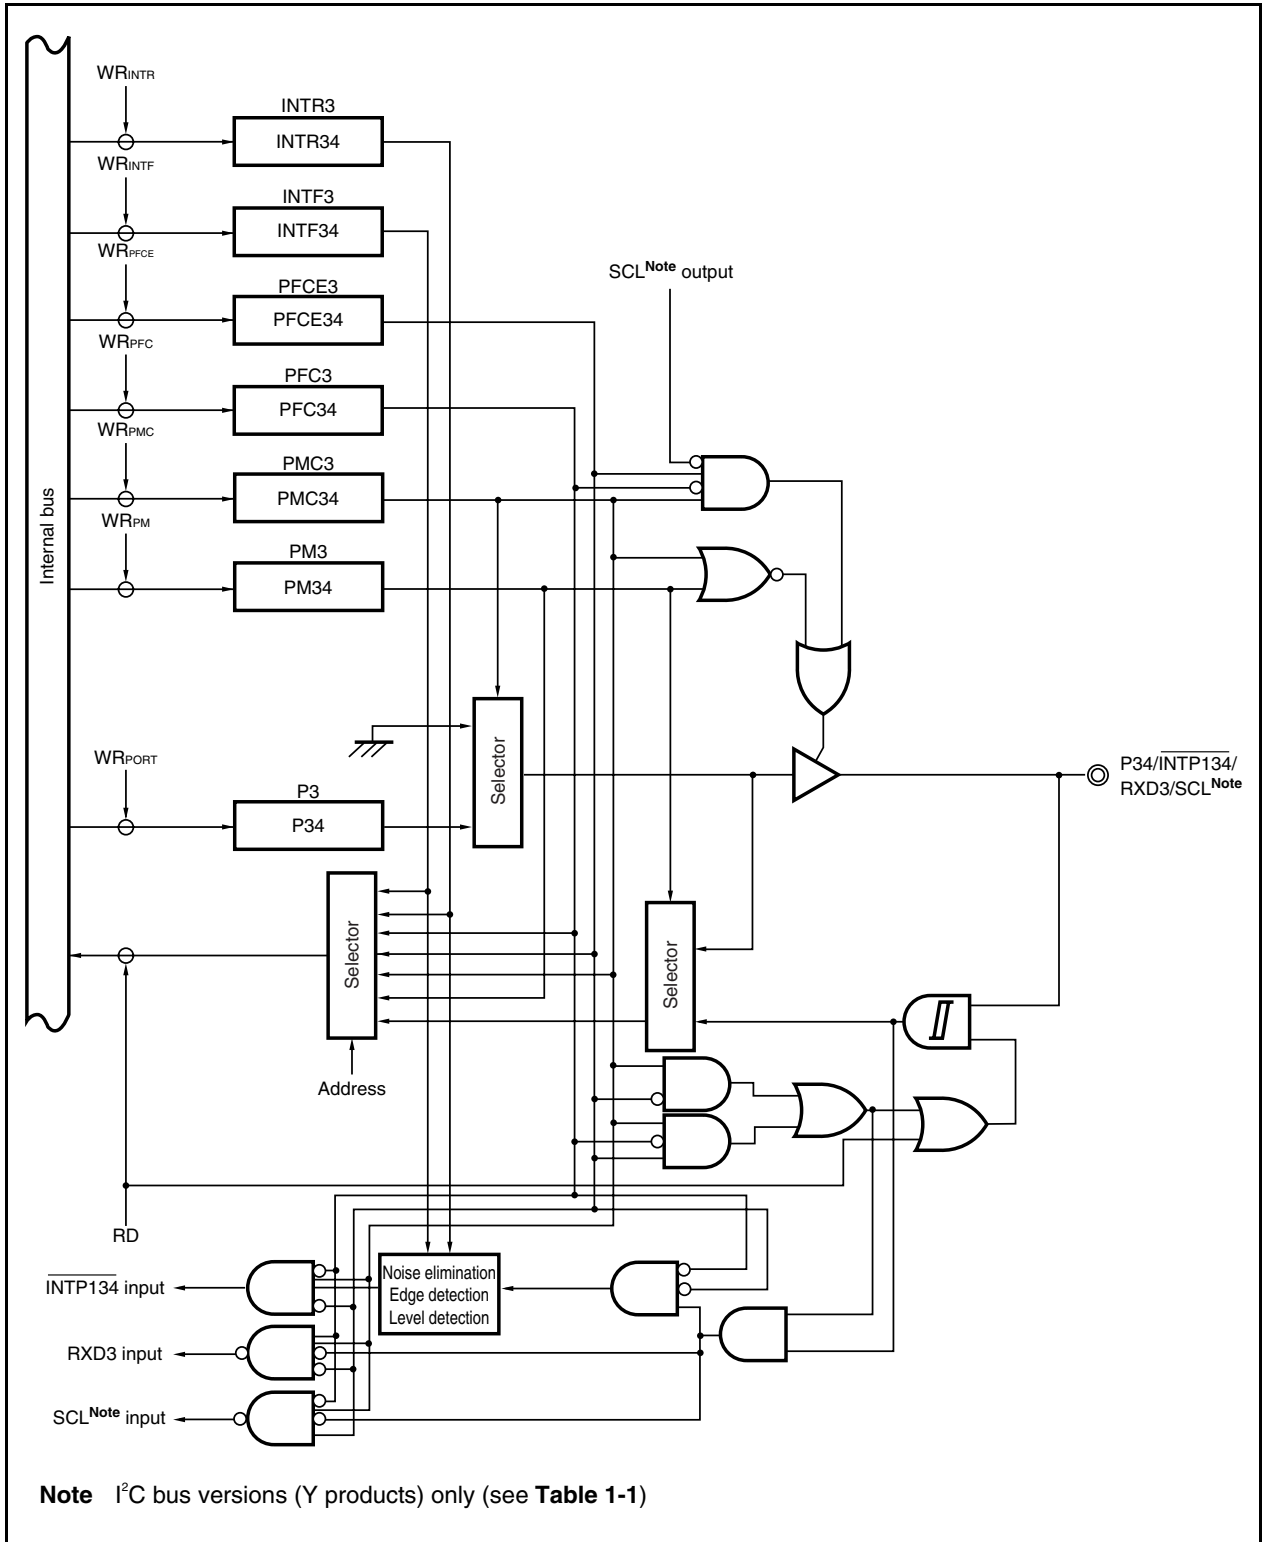 WRINTR
INTR3
INTR34
WRINTF
INTF3
INTF34
WRPFCE
PFCE3
PFCE34
SCLNote output
WRPFC
PFC3
PFC34
WRPMC
PMC3
PMC34
WRPM
PM3
PM34
Internal bus
Selector
WRPORT
P3
P34
P34/INTP134/
RXD3/SCLNote
Selector
Selector
Address
RD
Noise elimination
Edge detection
Level detection
INTP134 input
RXD3 input
SCLNote input
Note I2C bus versions (Y products) only (see Table 1-1)